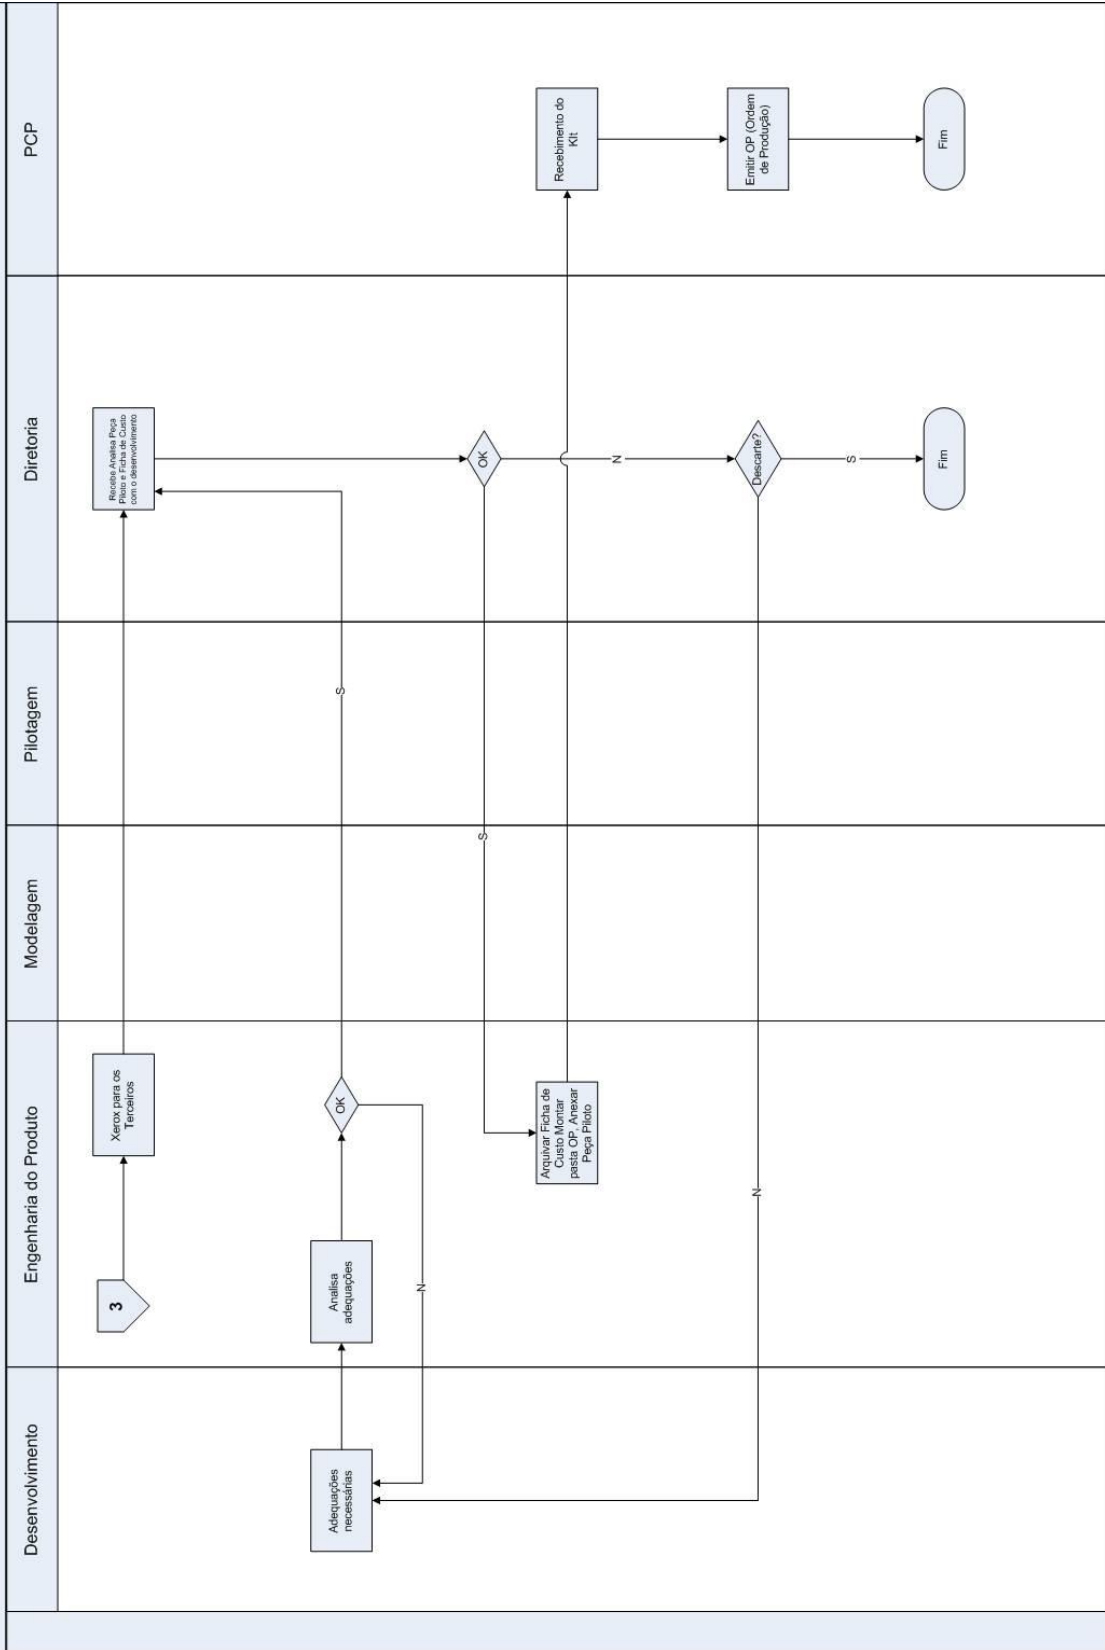 Desenvolvimento
Engenharia do Produto
Modelagem
Pilotagem
Diretoria
PCP
3
Xerox para os
Terceiros
Recebe Analisa Peça
Piloto e Ficha de Custo
com o desenvolvimento
Adequações
necessárias
Analisa
adequações
OK
S
N
OK
S
N
Arquivar Ficha de
Custo Montar
pasta OP, Anexar
Peça Piloto
Recebimento do
KIt
Descarte?
N
S
Emitir OP (Ordem
de Produção)
Fim
Fim